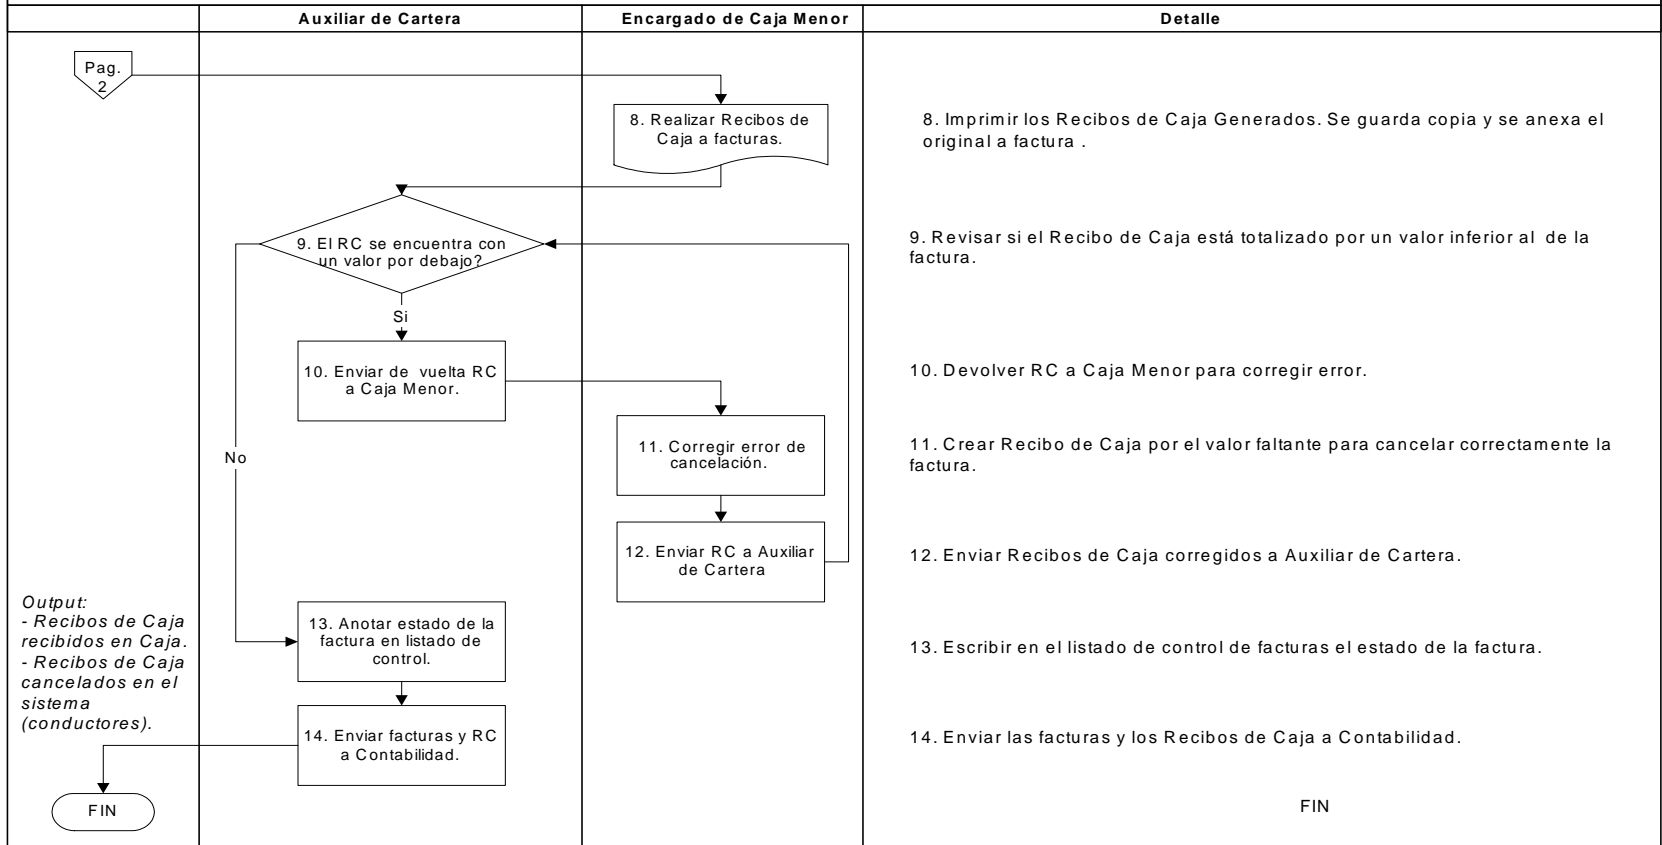 Auxiliar de Cartera
Encargado de Caja Menor
Detalle
Pag.
2
8. Realizar Recibos de
Caja a facturas.
8. Imprimir los Recibos de Caja Generados. Se guarda copia y se anexa el
original a factura .
9. El RC se encuentra con
un valor por debajo?
9. Revisar si el Recibo de Caja está totalizado por un valor inferior al de la
factura.
Si
10. Enviar de vuelta RC
a Caja Menor.
10. Devolver RC a Caja Menor para corregir error.
No
11. Corregir error de
cancelación.
11. Crear Recibo de Caja por el valor faltante para cancelar correctamente la
factura.
12. Enviar RC a Auxiliar
de Cartera
12. Enviar Recibos de Caja corregidos a Auxiliar de Cartera.
Output:
- Recibos de Caja
recibidos en Caja.
- Recibos de Caja
cancelados en el
sistema
(conductores).
13. Anotar estado de la
factura en listado de
control.
13. Escribir en el listado de control de facturas el estado de la factura.
14. Enviar facturas y RC
a Contabilidad.
14. Enviar las facturas y los Recibos de Caja a Contabilidad.
FIN
FIN